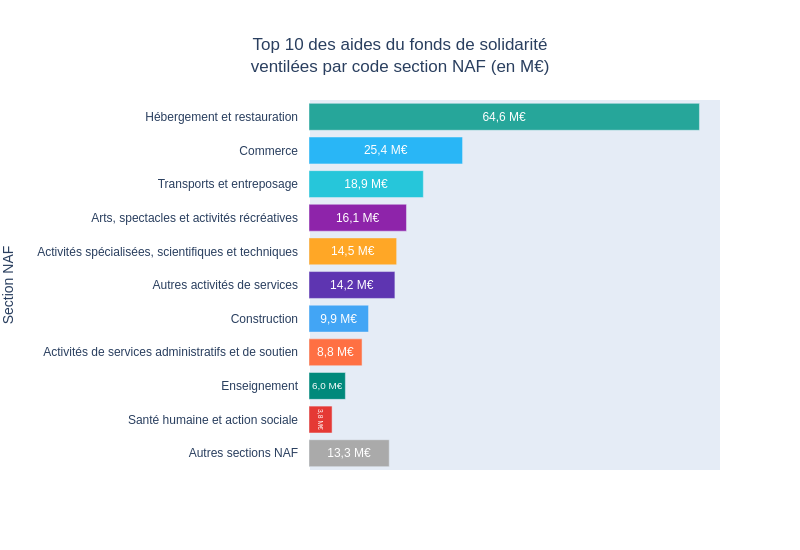 Top 10 des aides du fonds de solidarité
ventilées par code section NAF (en M€)
Section NAF
Hébergement et restauration 64,6 M€
Commerce 25,4 M€
Transports et entreposage 18,9 M€
Arts, spectacles et activités récréatives 16,1 M€
Activités spécialisées, scientifiques et techniques 14,5 M€
Autres activités de services 14,2 M€
Construction 9,9 M€
Activités de services administratifs et de soutien 8,8 M€
Enseignement 6,0 M€
Santé humaine et action sociale 3,8 M€
Autres sections NAF 13,3 M€